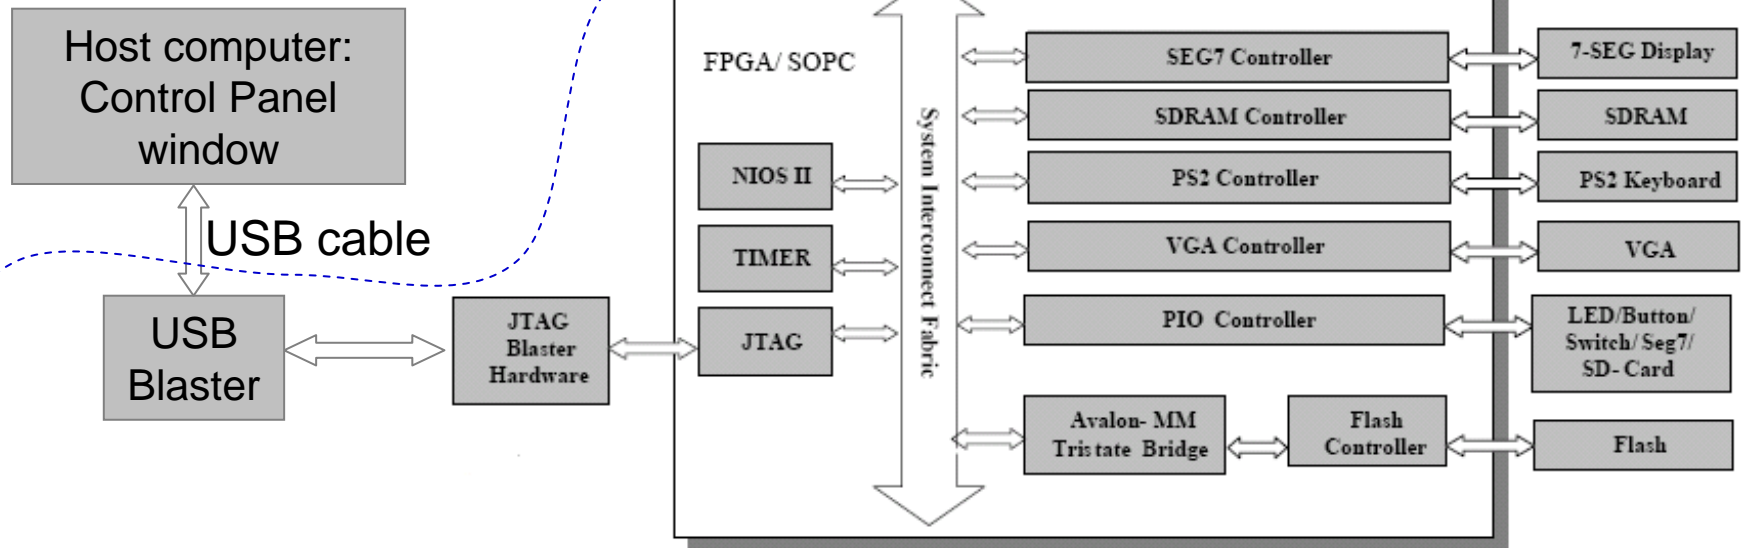 Host computer:
Control Panel
window
USB cable
USB
Blaster
JTAG
Blaster
Hardware
FPGA/ SOPC
NIOS II
TIMER
JTAG
System Interconnect Fabric
SEG7 Controller
7-SEG Display
SDRAM Controller
SDRAM
PS2 Controller
PS2 Keyboard
VGA Controller
VGA
PIO Controller
LED/Button/
Switch/Seg7/
SD-Card
Avalon-MM
Tristate Bridge
Flash
Controller
Flash